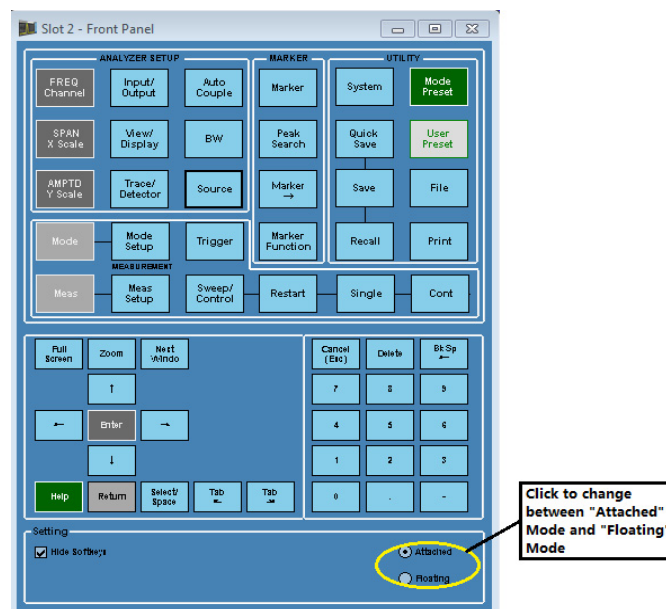 Slot 2 - Front Panel
ANALYZER SETUP
MARKER
UTILITY
FREQ
Channel
Input/
Output
Auto
Couple
Marker
System
Mode
Preset
SPAN
X Scale
View/
Display
BW
Peak
Search
Quick
Save
User
Preset
AMPTD
Y Scale
Trace/
Detector
Source
Marker
→
Save
File
Mode
Mode
Setup
Trigger
Marker
Function
Recall
Print
MEASUREMENT
Meas
Meas
Setup
Sweep/
Control
Restart
Single
Cont
Full
Screen
Zoom
Next
Windo
Cancel
(Esc)
Delete
BkSp
←
↑
7
8
9
←
Enter
→
4
5
6
↓
1
2
3
Help
Return
Select/
Space
Tab
Tab
0
.
-
Setting
Hide Softkeys
Attached
Floating
Click to change
between "Attached"
Mode and "Floating"
Mode